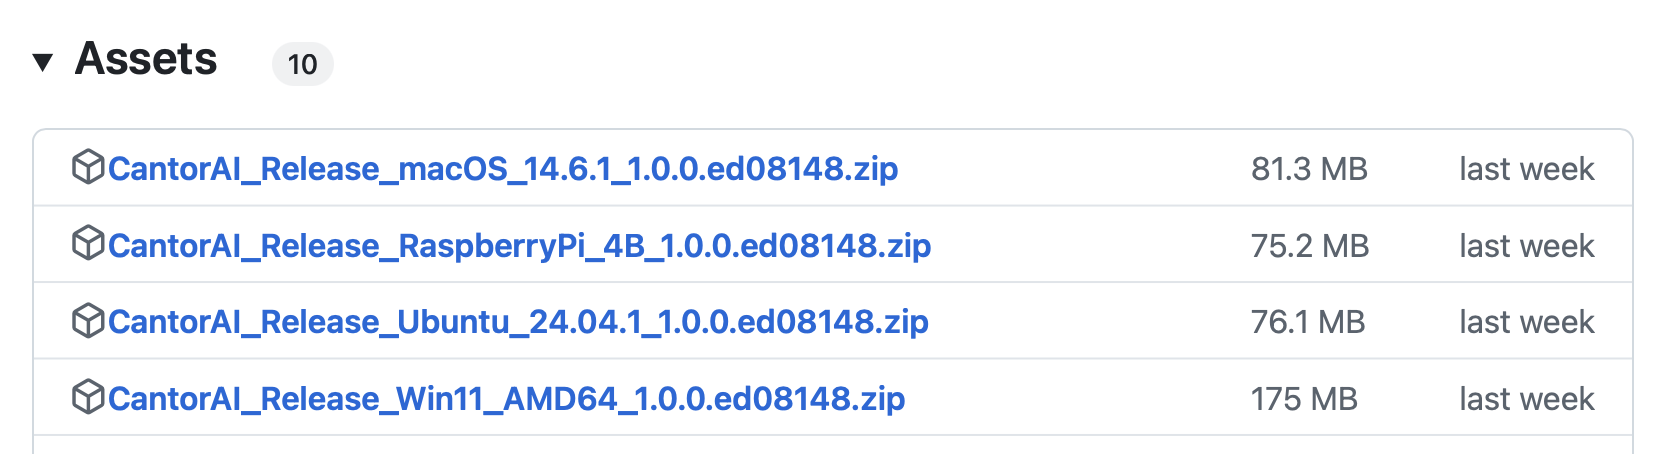 Assets 10
CantorAI_Release_macOS_14.6.1_1.0.0.ed08148.zip 81.3 MB last week
CantorAI_Release_RaspberryPi_4B_1.0.0.ed08148.zip 75.2 MB last week
CantorAI_Release_Ubuntu_24.04.1_1.0.0.ed08148.zip 76.1 MB last week
CantorAI_Release_Win11_AMD64_1.0.0.ed08148.zip 175 MB last week